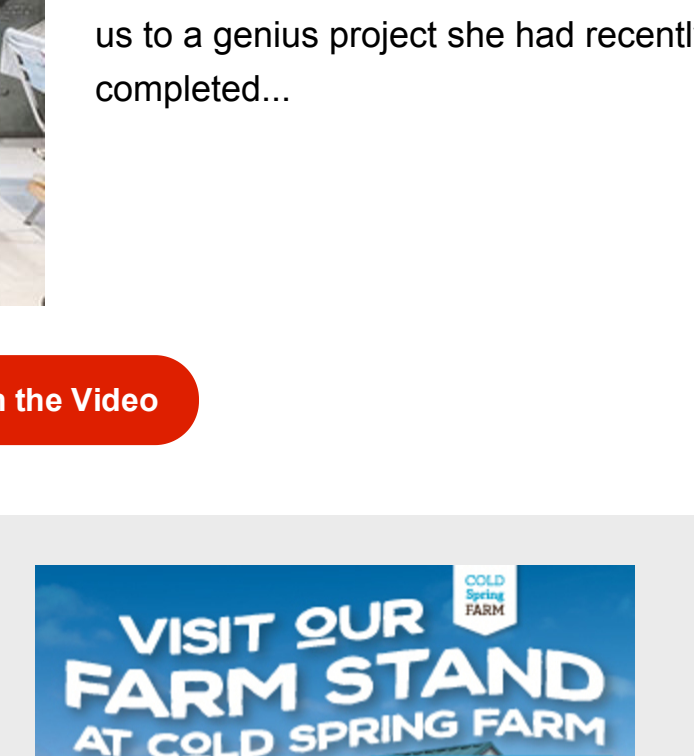 us to a genius project she had recently
completed...
the Video
COLD
Spring
FARM
VISIT OUR
FARM STAND
AT COLD SPRING FARM